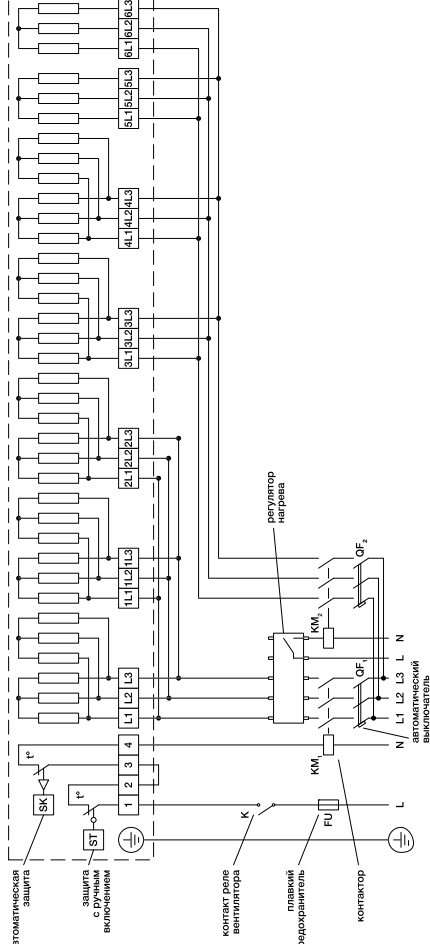 6L1 6L2 6L3
5L1 5L2 5L3
4L1 4L2 4L3
3L1 3L2 3L3
2L1 2L2 2L3
1L1 1L2 1L3
L1 L2 L3
1 2 3 4
t°
t°
SK
ST
защита
защита
с ручным
включением
регулятор
нагрева
QF2
KM2
QF1
KM1
K
FU
L
N
L1
L2
L3
L
N
автоматический
выключатель
контакт реле
вентилятора
плавкий
контактор